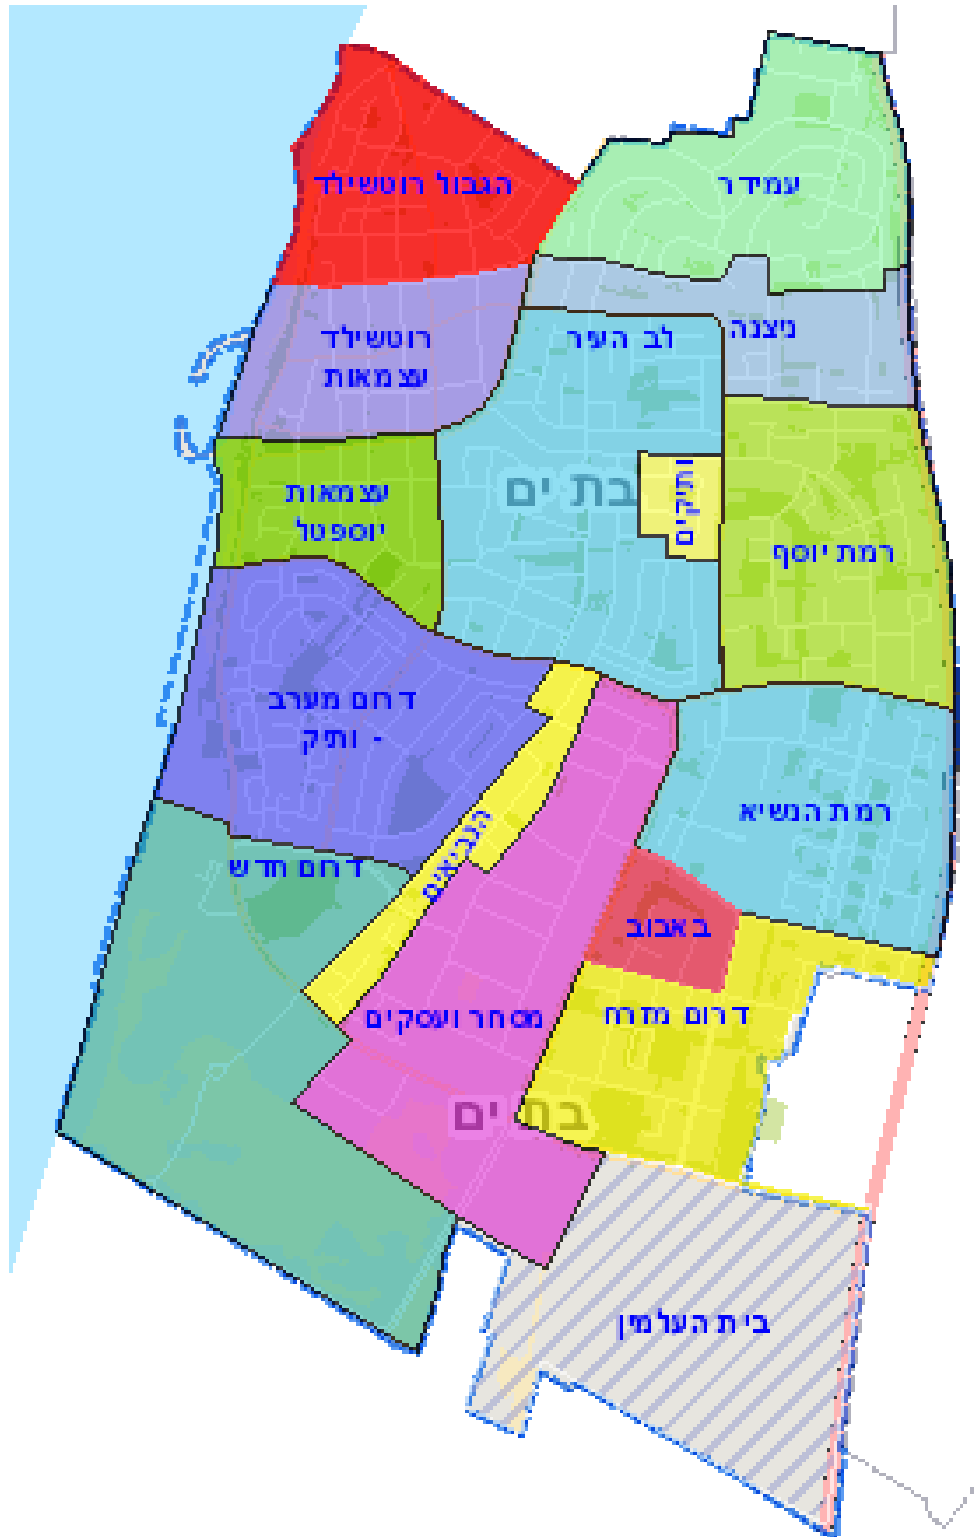 הגבול רוטשילד
עמידר
רוטשילד
עצמאות
לב העיר
ניצנה
עצמאות
יוספטל
בת ים
ותיקים
רמת יוסף
דרום מערב
- ותיק
רמת הנשיא
הנביאים
דרום חדש
באבוב
מסחר ועסקים
דרום מזרח
בת ים
בית העלמין